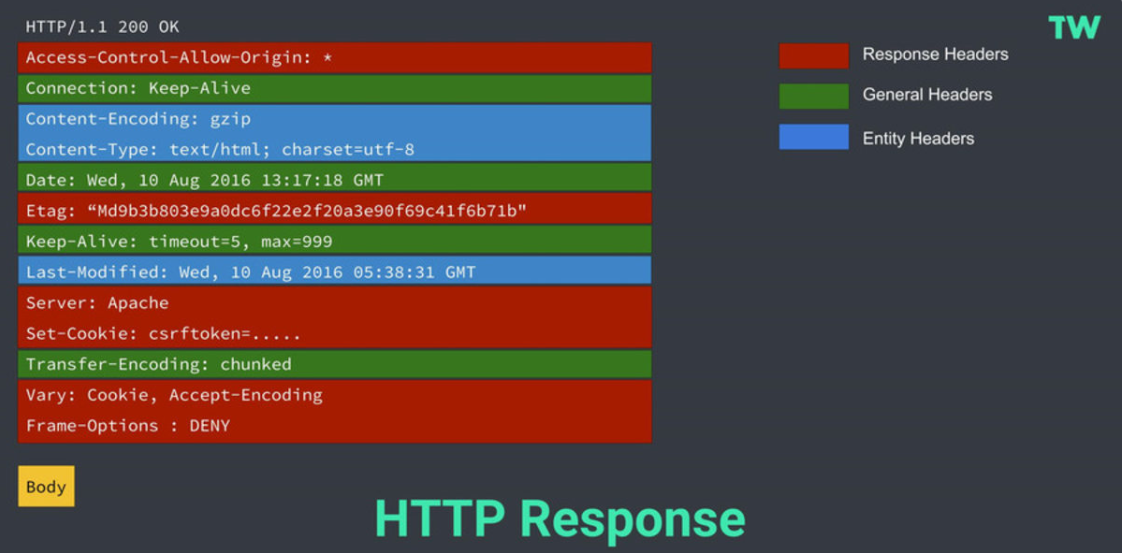 HTTP/1.1 200 OK
TW
Access-Control-Allow-Origin: *
Response Headers
Connection: Keep-Alive
General Headers
Content-Encoding: gzip
Entity Headers
Content-Type: text/html; charset=utf-8
Date: Wed, 10 Aug 2016 13:17:18 GMT
Etag: “Md9b3b803e9a0dc6f22e2f20a3e90f69c41f6b71b"
Keep-Alive: timeout=5, max=999
Last-Modified: Wed, 10 Aug 2016 05:38:31 GMT
Server: Apache
Set-Cookie: csrftoken=.....
Transfer-Encoding: chunked
Vary: Cookie, Accept-Encoding
Frame-Options : DENY
Body
HTTP Response